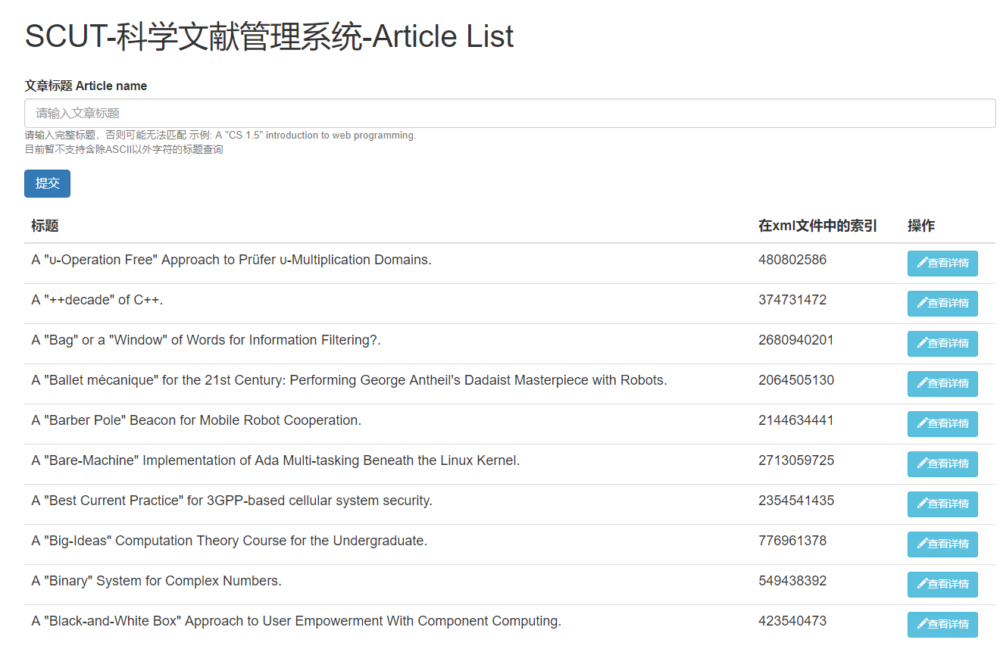 SCUT-科学文献管理系统-Article List
文章标题 Article name
请输入文章标题
请输入完整标题，否则可能无法匹配 示例: A "CS 1.5" introduction to web programming.
目前暂不支持含除ASCII以外字符的标题查询
提交
标题 在xml文件中的索引 操作
A "υ-Operation Free" Approach to Prüfer υ-Multiplication Domains. 480802586 查看详情
A "++decade" of C++. 374731472 查看详情
A "Bag" or a "Window" of Words for Information Filtering?. 2680940201 查看详情
A "Ballet mécanique" for the 21st Century: Performing George Antheil's Dadaist Masterpiece with Robots. 2064505130 查看详情
A "Barber Pole" Beacon for Mobile Robot Cooperation. 2144634441 查看详情
A "Bare-Machine" Implementation of Ada Multi-tasking Beneath the Linux Kernel. 2713059725 查看详情
A "Best Current Practice" for 3GPP-based cellular system security. 2354541435 查看详情
A "Big-Ideas" Computation Theory Course for the Undergraduate. 776961378 查看详情
A "Binary" System for Complex Numbers. 549438392 查看详情
A "Black-and-White Box" Approach to User Empowerment With Component Computing. 423540473 查看详情